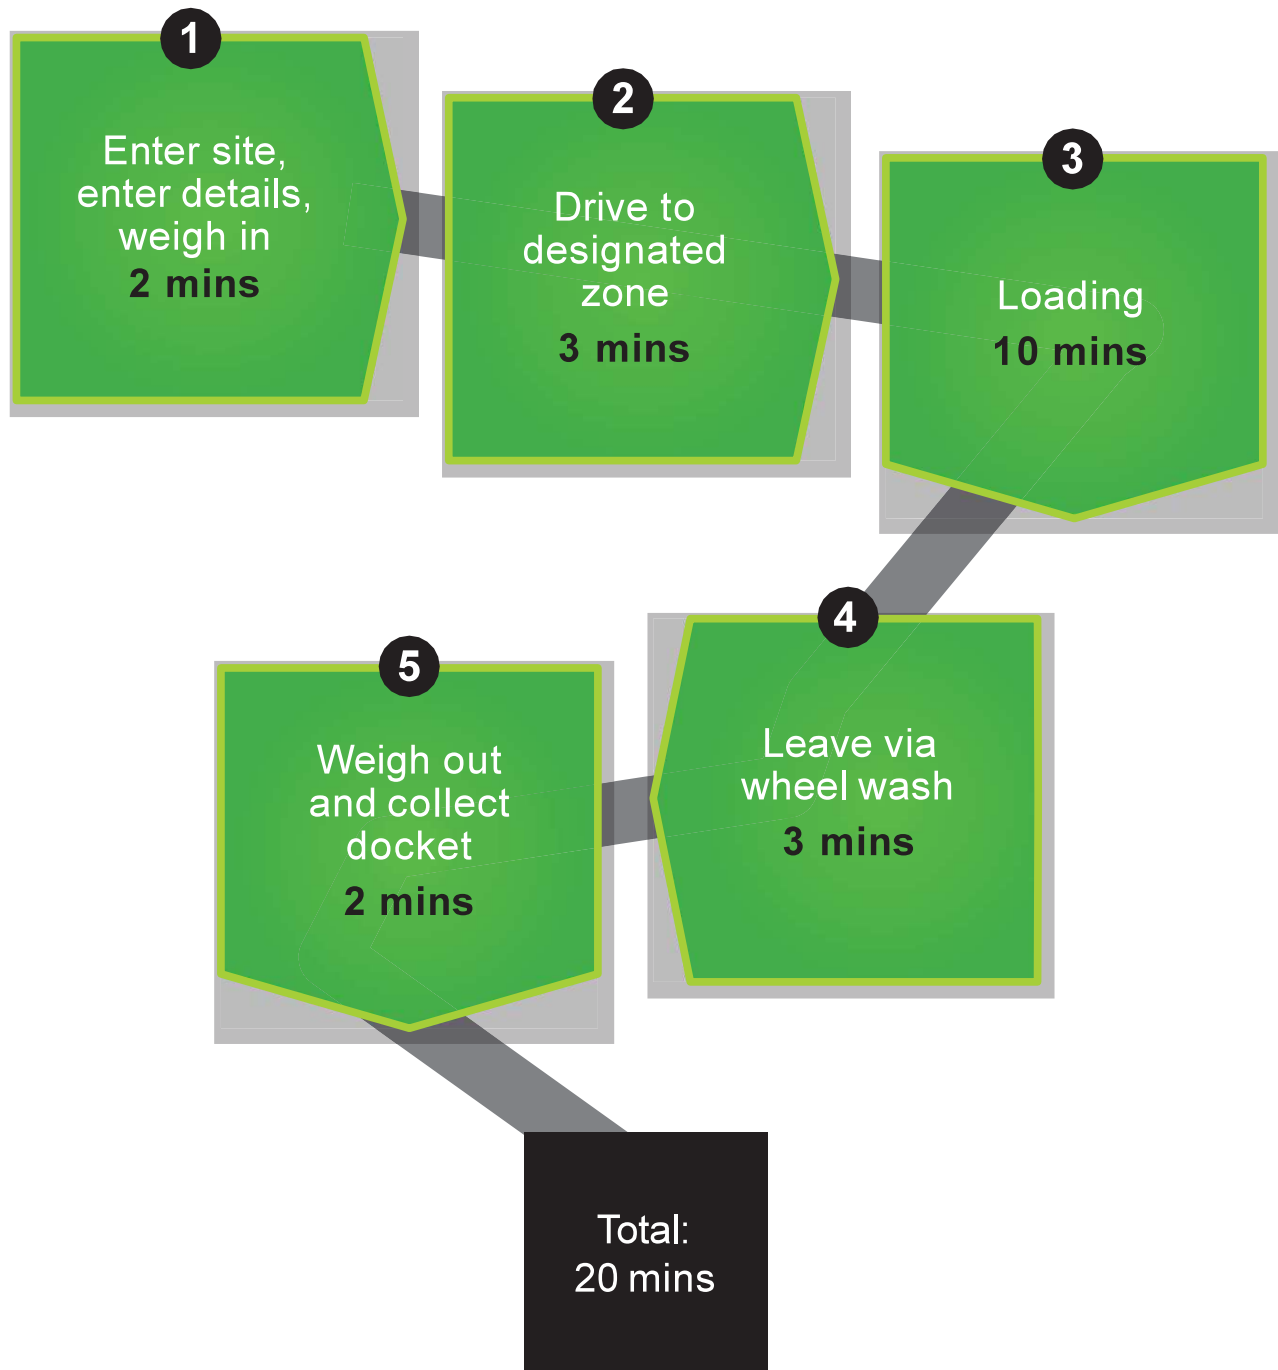 1
Enter site,
enter details,
weigh in
2 mins
2
Drive to
designated
zone
3 mins
3
Loading
10 mins
4
Leave via
wheel wash
3 mins
5
Weigh out
and collect
docket
2 mins
Total:
20 mins